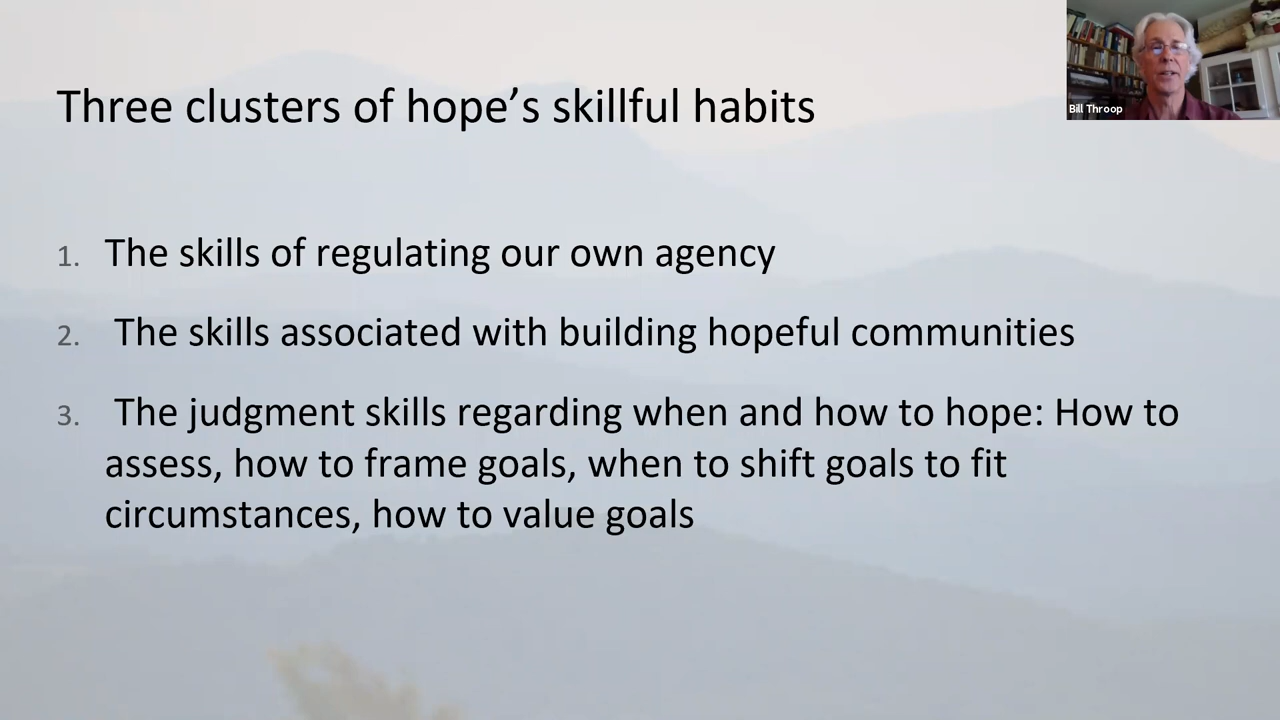 Three clusters of hope’s skillful habits
Bill Throop
1. The skills of regulating our own agency
2. The skills associated with building hopeful communities
3. The judgment skills regarding when and how to hope: How to
assess, how to frame goals, when to shift goals to fit
circumstances, how to value goals